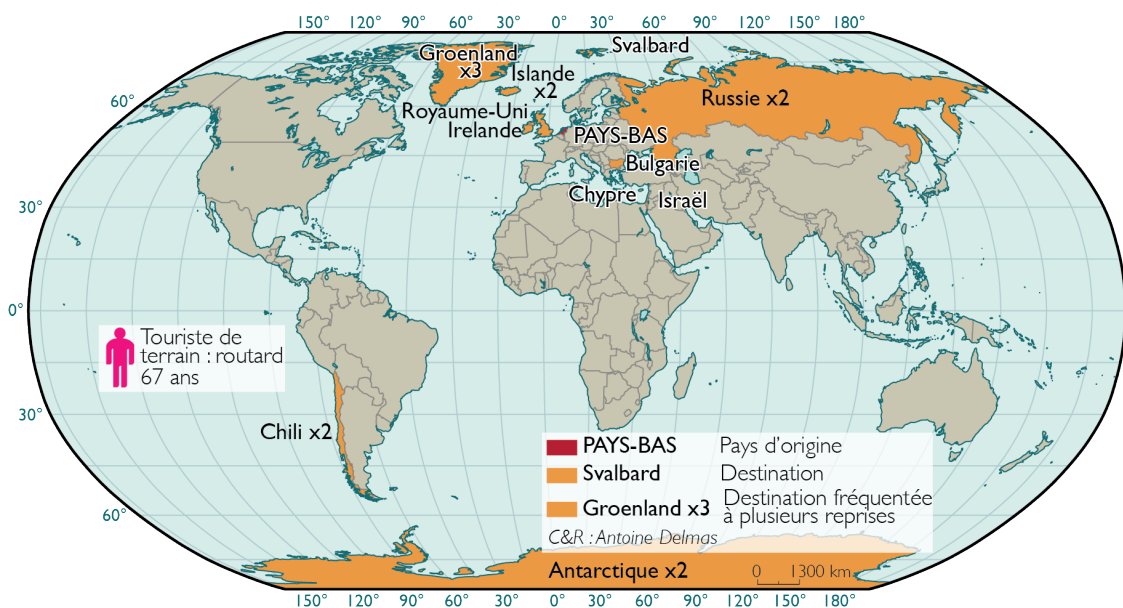 150° 120° 90° 60° 30° 0° 30° 60° 90° 120° 150° 180°
Groenland
x3
Svalbard
Islande
x2
60°
Russie x2
Royaume-Uni
Irelande
PAYS-BAS
Bulgarie
Chypre
Israël
30°
0°
Touriste de
terrain : routard
67 ans
30°
Chili x2
PAYS-BAS Pays d'origine
Svalbard Destination
Groenland x3 Destination fréquentée
à plusieurs reprises
C&R : Antoine Delmas
60°
Antarctique x2
0 1300 km
150° 120° 90° 60° 30° 0° 30° 60° 90° 120° 150° 180°